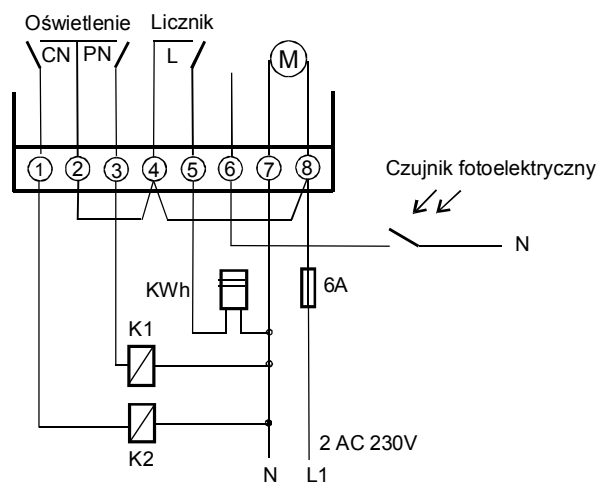 Oświetlenie Licznik
CN PN L M
1 2 3 4 5 6 7 8
Czujnik fotoelektryczny
N
KWh 6A
K1
K2
2 AC 230V
N L1